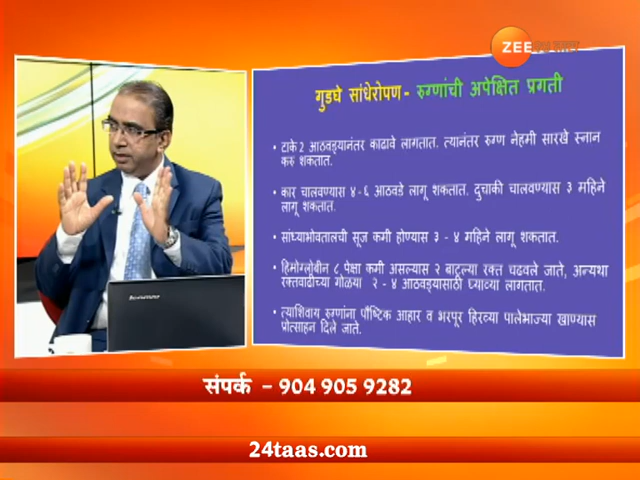 ZEE २४ तास
गुडघे सांधेरोपण- रुग्णांची अपेक्षित प्रगती
• टाके 2 आठवड्यानंतर काढावे लागतात. त्यानंतर रुग्ण नेहमी सारखे स्नान
करु शकतात.
• कार चालवण्यास ४-६ आठवडे लागू शकतात. दुचाकी चालवण्यास ३ महिने
लागू शकतात.
• सांध्याभोवतालची सूज कमी होण्यास ३ - ४ महिने लागू शकतात.
• हिमोग्लोबीन ८ पेक्षा कमी असल्यास २ बाटल्या रक्त चढवले जाते, अन्यथा
रक्तवाढीच्या गोळया २ - ४ आठवड्यासाठी घ्याव्या लागतात.
• त्याशिवाय रुग्णांना पौष्टिक आहार व भरपूर हिरव्या पालेभाज्या खाण्यास
प्रोत्साहन दिले जाते.
lenovo
संपर्क - 904 905 9282
24taas.com